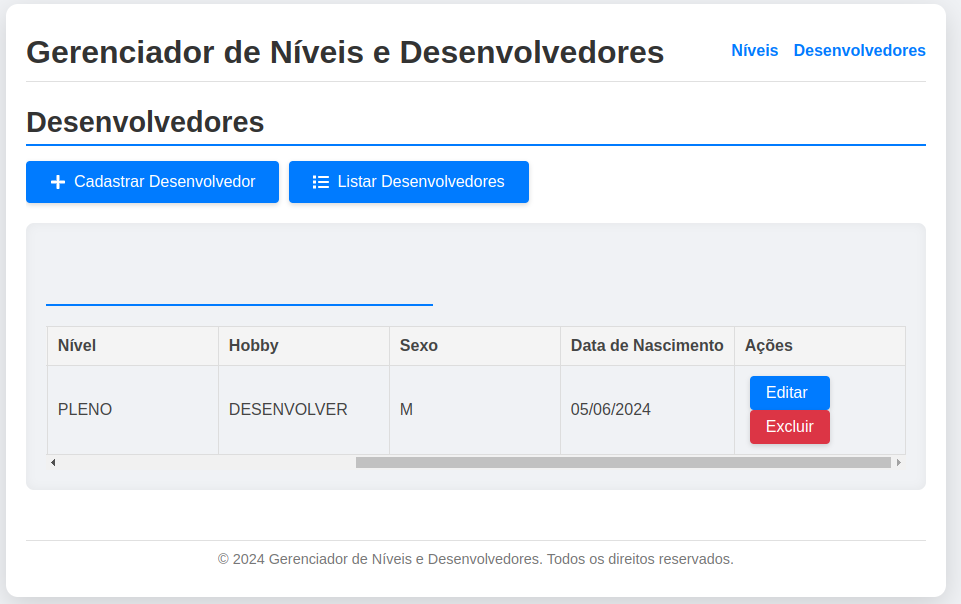 Gerenciador de Níveis e Desenvolvedores
Níveis Desenvolvedores
Desenvolvedores
Cadastrar Desenvolvedor
Listar Desenvolvedores
Nível Hobby Sexo Data de Nascimento Ações
PLENO DESENVOLVER M 05/06/2024
Editar
Excluir
© 2024 Gerenciador de Níveis e Desenvolvedores. Todos os direitos reservados.